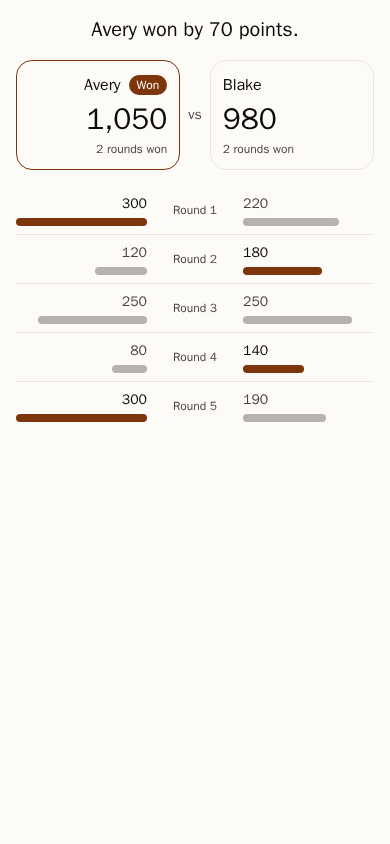 Avery won by 70 points.
Avery Won
1,050
2 rounds won
vs
Blake
980
2 rounds won
300 Round 1 220
120 Round 2 180
250 Round 3 250
80 Round 4 140
300 Round 5 190